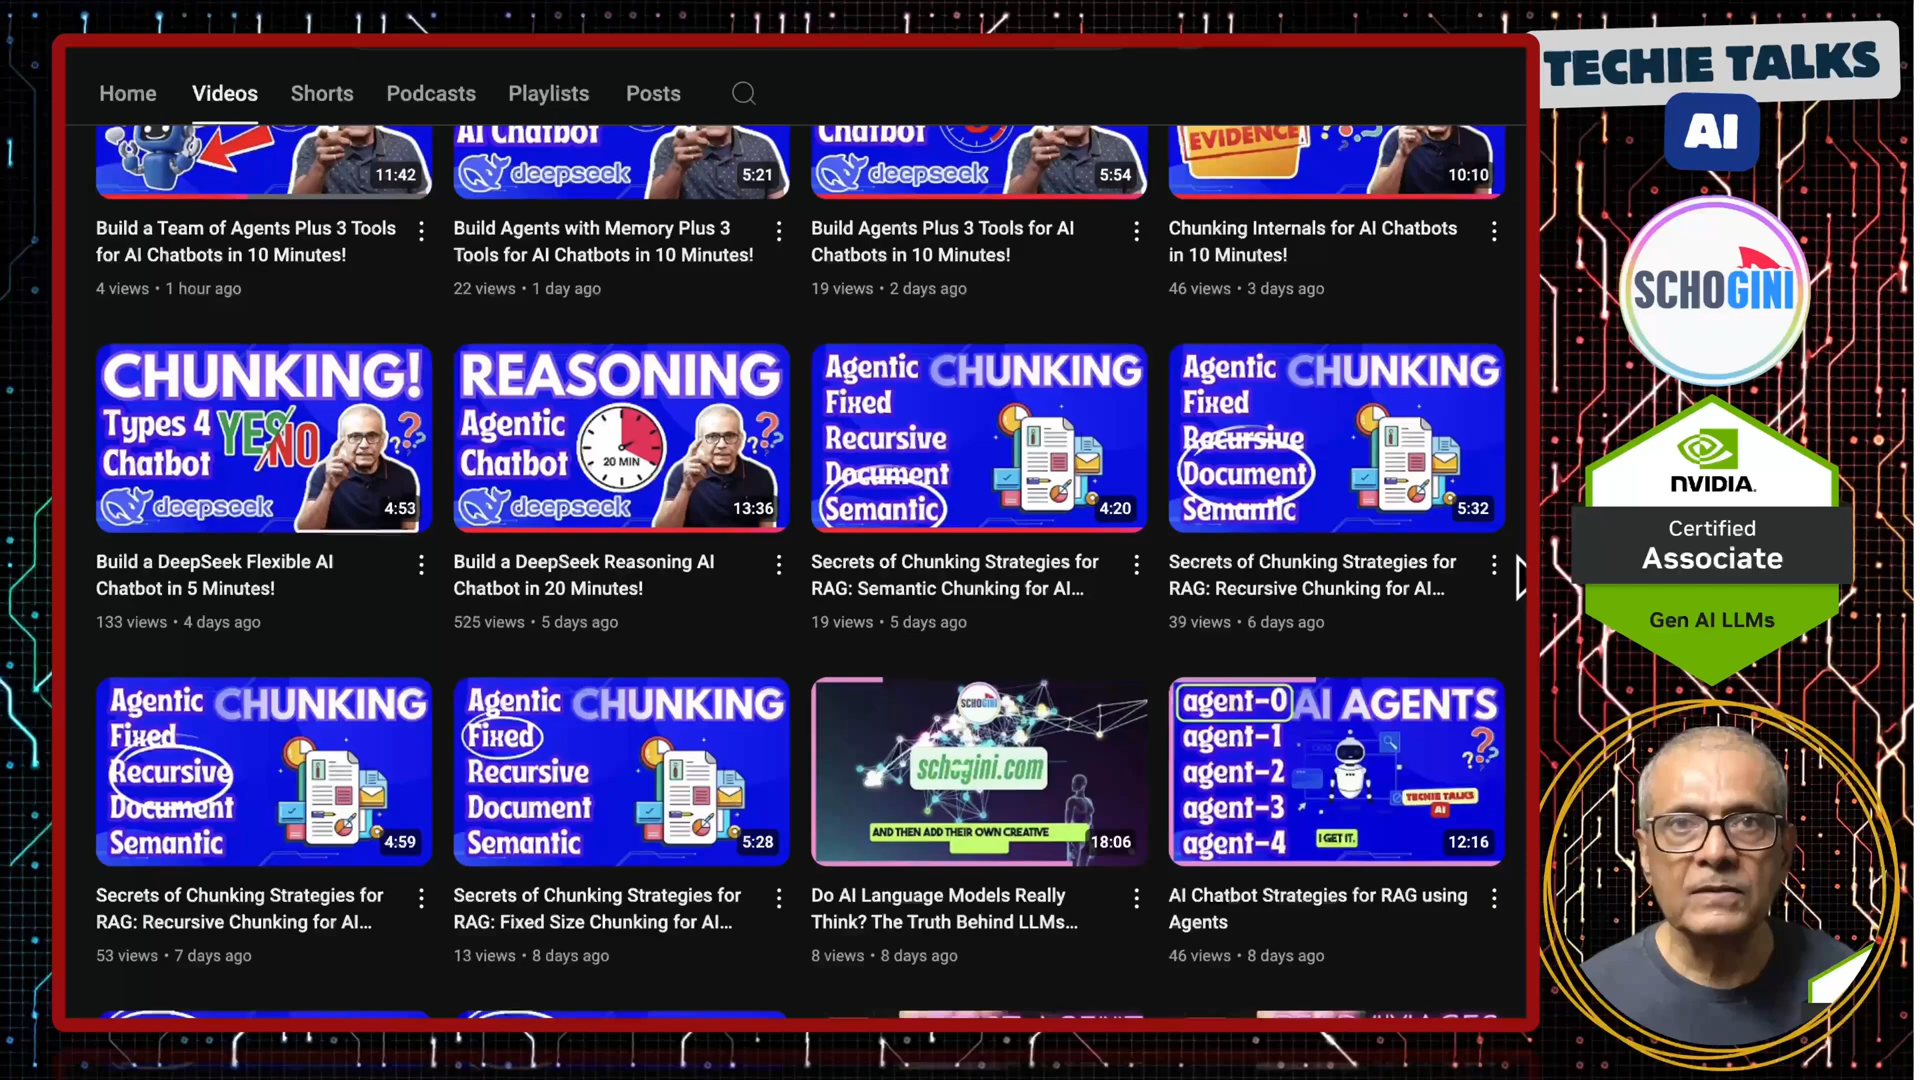 TECHIE TALKS
AI
Home Videos Shorts Podcasts Playlists Posts
11:42
AI Chatbot
deepseek
5:21
Chatbot
deepseek
5:54
EVIDENCE
10:10
Build a Team of Agents Plus 3 Tools
for AI Chatbots in 10 Minutes!
4 views • 1 hour ago
Build Agents with Memory Plus 3
Tools for AI Chatbots in 10 Minutes!
22 views • 1 day ago
Build Agents Plus 3 Tools for AI
Chatbots in 10 Minutes!
19 views • 2 days ago
Chunking Internals for AI Chatbots
in 10 Minutes!
46 views • 3 days ago
CHUNKING!
Types 4
Chatbot
YES/NO
deepseek
4:53
REASONING
Agentic
Chatbot
20 MIN
deepseek
13:36
Agentic CHUNKING
Fixed
Recursive
Document
Semantic
4:20
Agentic CHUNKING
Fixed
Recursive
Document
Semantic
5:32
Build a DeepSeek Flexible AI
Chatbot in 5 Minutes!
133 views • 4 days ago
Build a DeepSeek Reasoning AI
Chatbot in 20 Minutes!
525 views • 5 days ago
Secrets of Chunking Strategies for
RAG: Semantic Chunking for AI...
19 views • 5 days ago
Secrets of Chunking Strategies for
RAG: Recursive Chunking for AI...
39 views • 6 days ago
Agentic CHUNKING
Fixed
Recursive
Document
Semantic
4:59
Agentic CHUNKING
Fixed
Recursive
Document
Semantic
5:28
SCHOGINI
schogini.com
AND THEN ADD THEIR OWN CREATIVE
18:06
agent-0 AI AGENTS
agent-1
agent-2
agent-3
agent-4
TECHIE TALKS
AI
I GET IT.
12:16
Secrets of Chunking Strategies for
RAG: Recursive Chunking for AI...
53 views • 7 days ago
Secrets of Chunking Strategies for
RAG: Fixed Size Chunking for AI...
13 views • 8 days ago
Do AI Language Models Really
Think? The Truth Behind LLMs...
8 views • 8 days ago
AI Chatbot Strategies for RAG using
Agents
46 views • 8 days ago
SCHOGINI
NVIDIA.
Certified
Associate
Gen AI LLMs